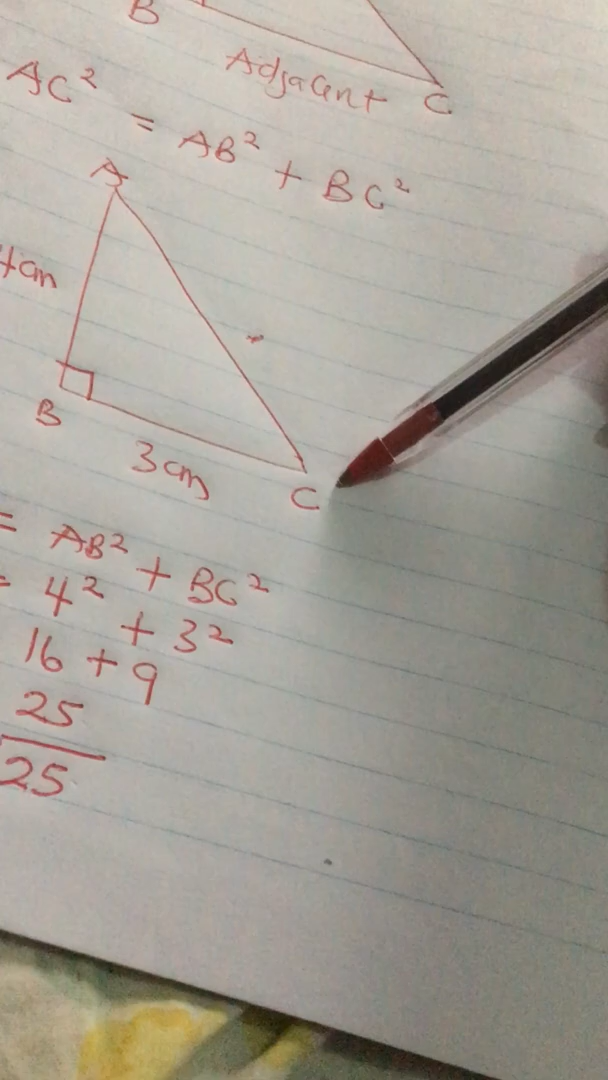 B
Adjacent
C
AC² = AB² + BC²
A
4cm
B
3cm
C
= AB² + BC²
= 4² + 3²
16 + 9
25
25